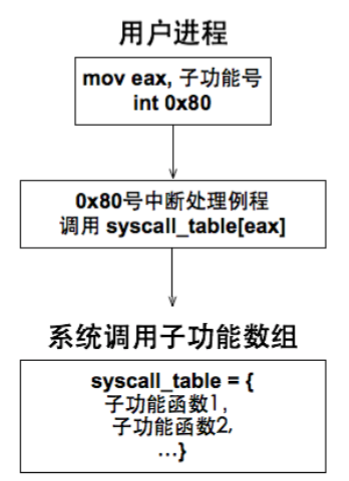 用户进程
mov eax, 子功能号
int 0x80
0x80号中断处理例程
调用 syscall_table[eax]
系统调用子功能数组
syscall_table = {
子功能函数1,
子功能函数2,
...}